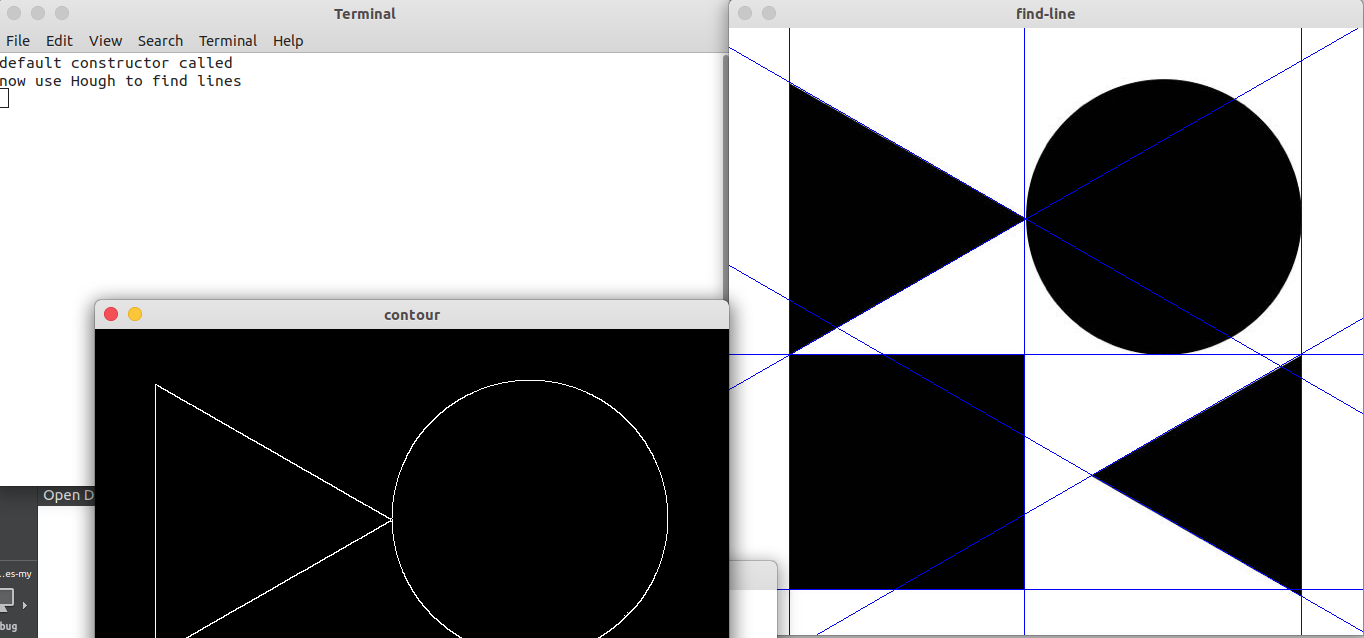 Terminal
File Edit View Search Terminal Help
default constructor called
now use Hough to find lines
find-line
contour
Open D
..es-my
bug